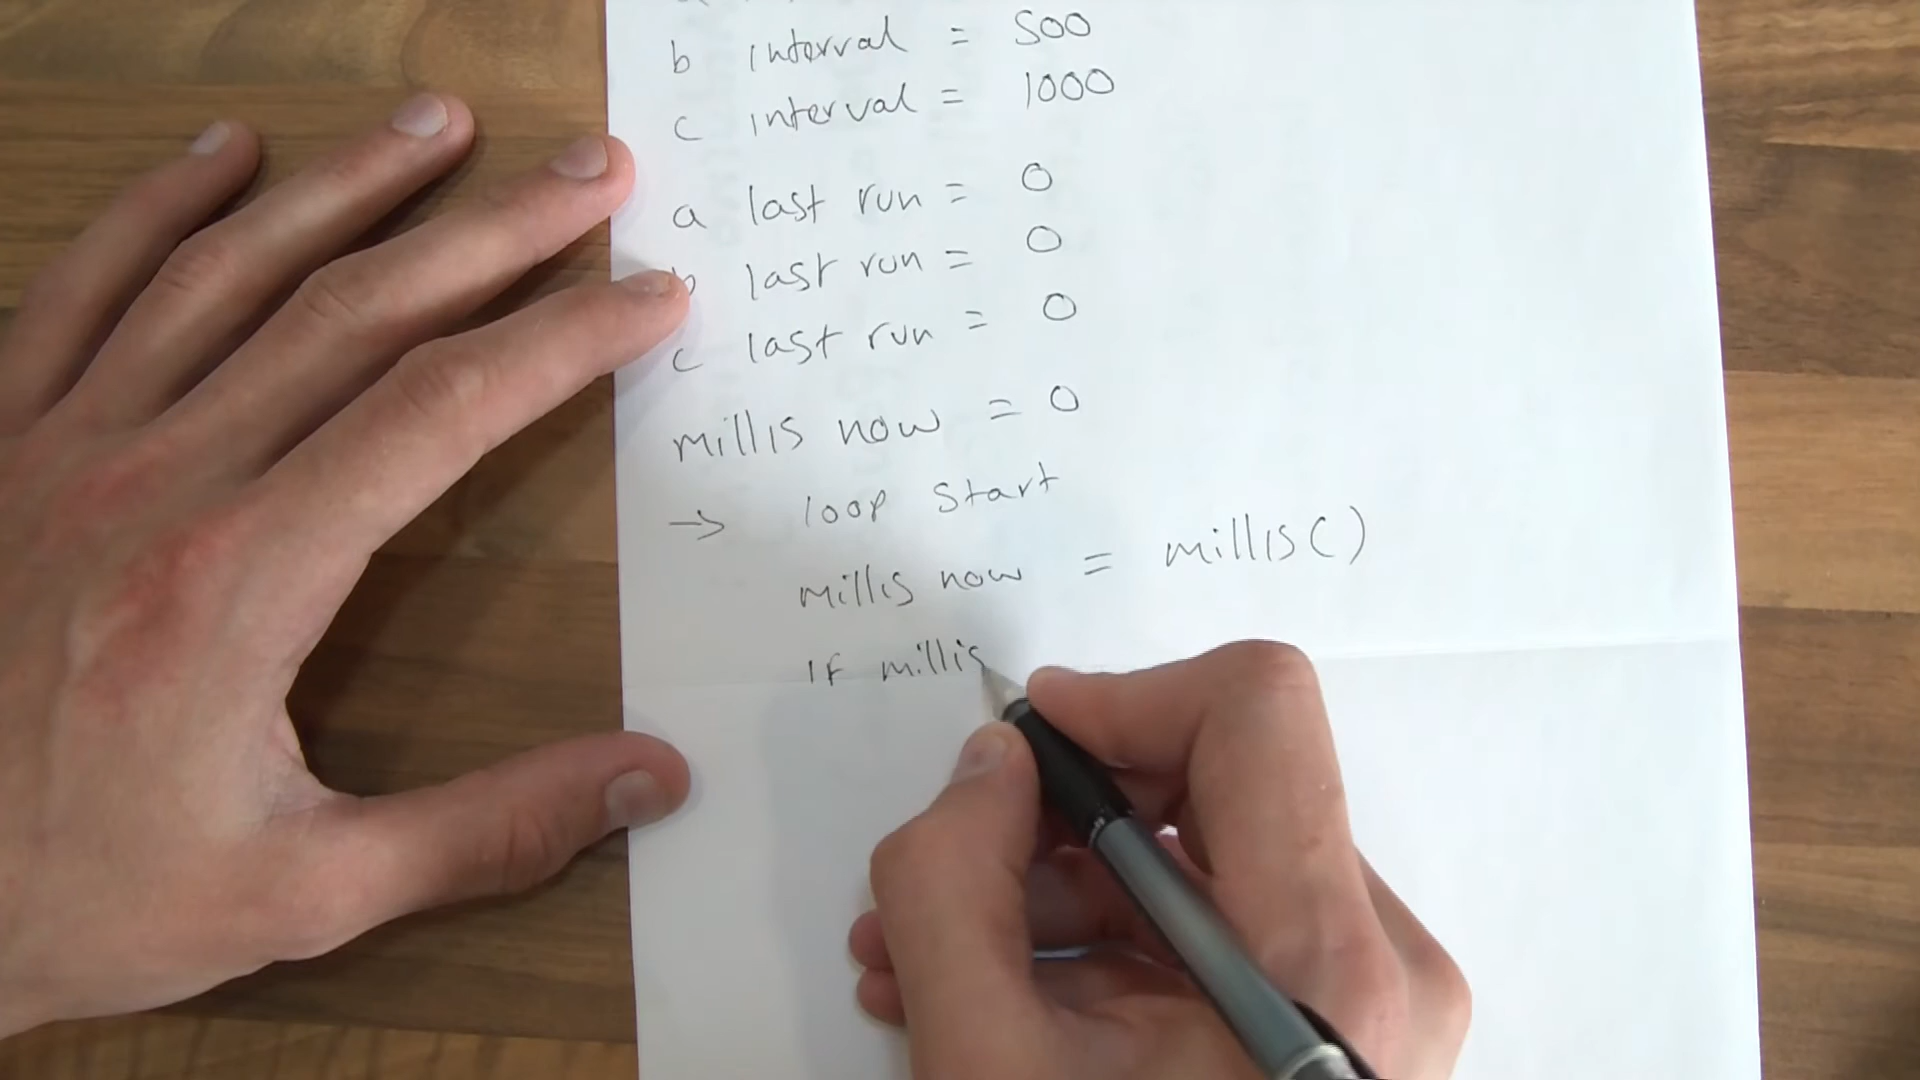 b interval = 500
c interval = 1000
a last run = 0
b last run = 0
c last run = 0
millis now = 0
→ loop start
millis now = millis()
if millis